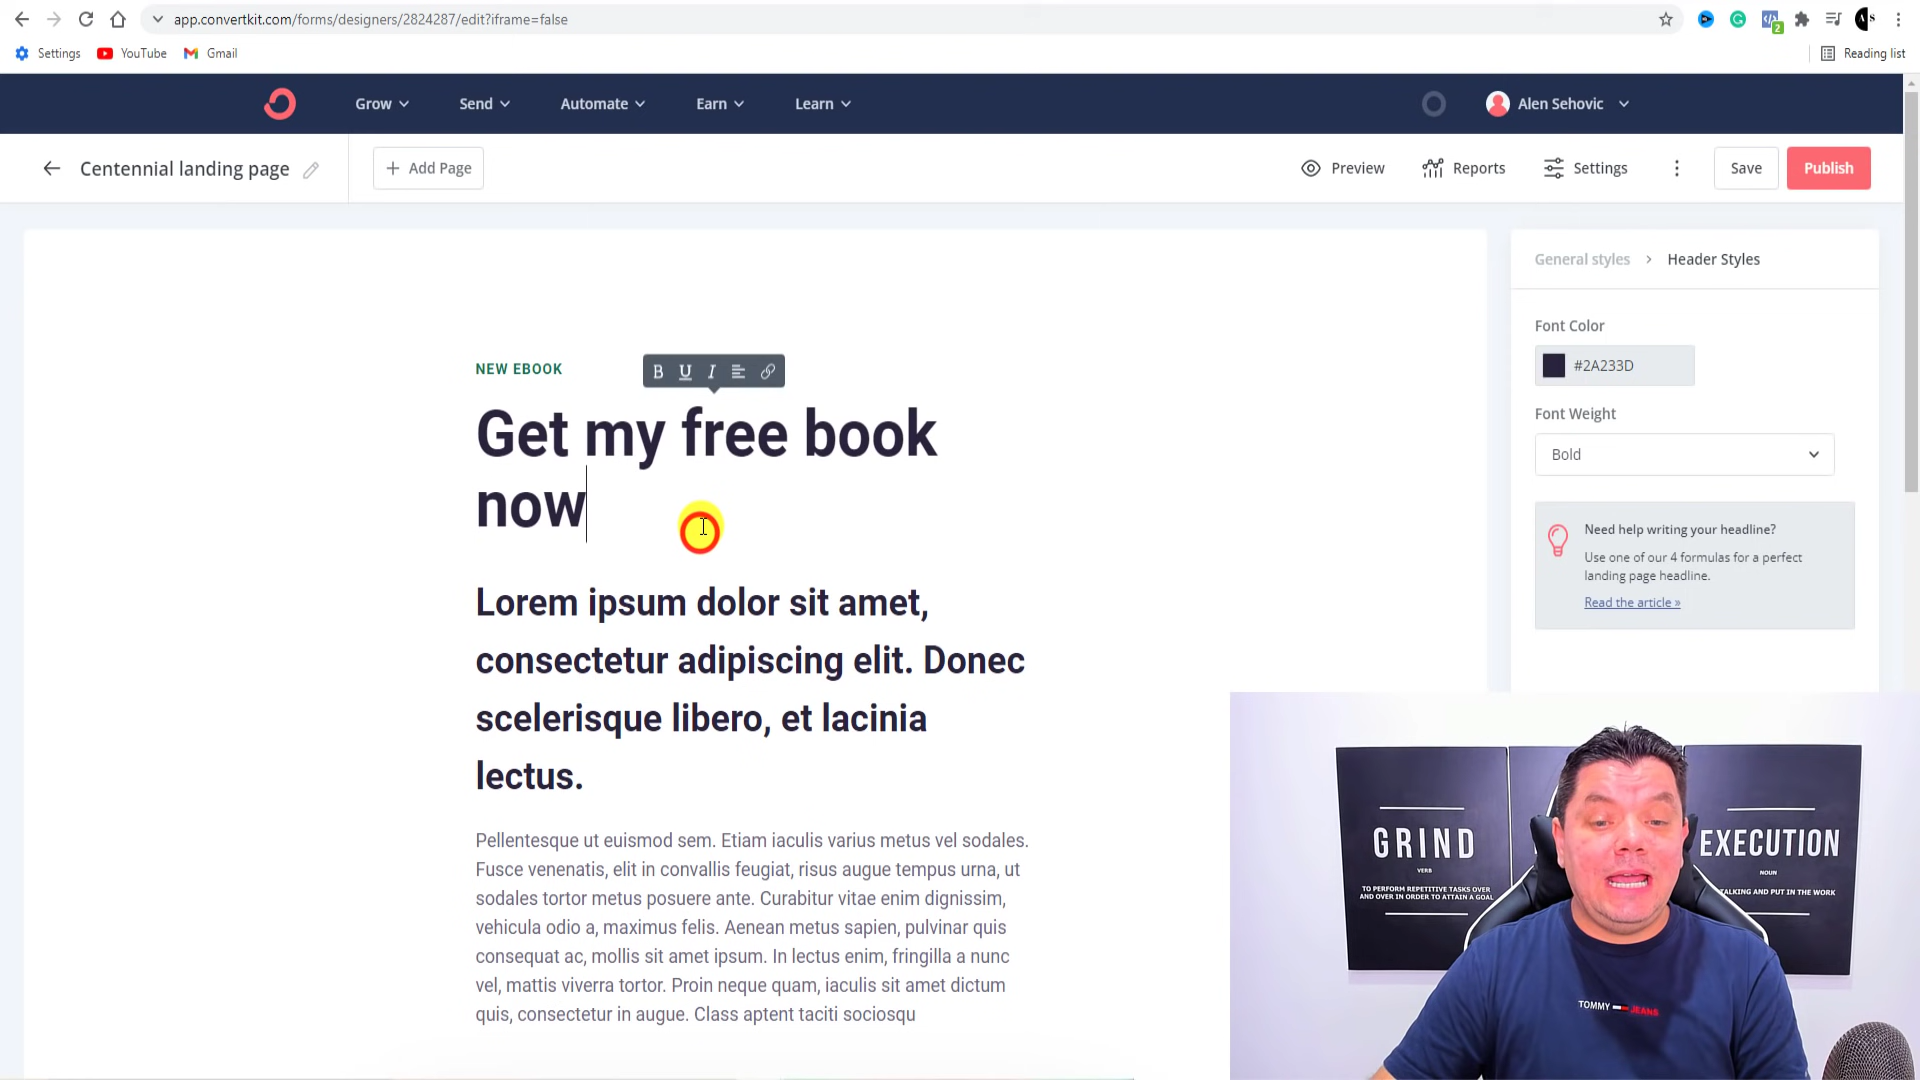 app.convertkit.com/forms/designers/2824287/edit?iframe=false
2
Settings YouTube Gmail Reading list
Grow Send Automate Earn Learn Alen Sehovic
Centennial landing page + Add Page Preview Reports Settings Save Publish
General styles > Header Styles
Font Color
#2A233D
Font Weight
Bold
Need help writing your headline?
Use one of our 4 formulas for a perfect
landing page headline.
Read the article »
NEW EBOOK
B U I
Get my free book
now
Lorem ipsum dolor sit amet,
consectetur adipiscing elit. Donec
scelerisque libero, et lacinia
lectus.
Pellentesque ut euismod sem. Etiam iaculis varius metus vel sodales.
Fusce venenatis, elit in convallis feugiat, risus augue tempus urna, ut
sodales tortor metus posuere ante. Curabitur vitae enim dignissim,
vehicula odio a, maximus felis. Aenean metus sapien, pulvinar quis
consequat ac, mollis sit amet ipsum. In lectus enim, fringilla a nunc
vel, mattis viverra tortor. Proin neque quam, iaculis sit amet dictum
quis, consectetur in augue. Class aptent taciti sociosqu
GRIND
VERB
TO PERFORM REPETITIVE TASKS OVER
AND OVER IN ORDER TO ATTAIN A GOAL
EXECUTION
NOUN
TALKING AND PUT IN THE WORK
TOMMY JEANS